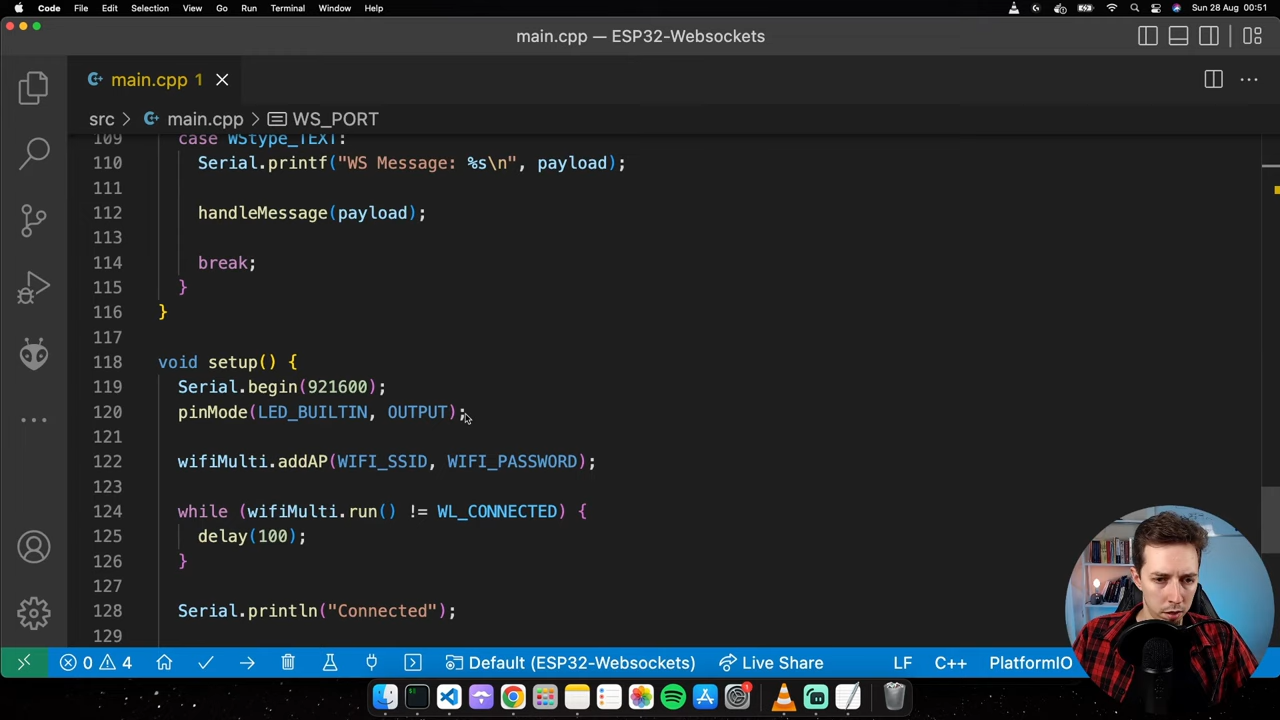 Code File Edit Selection View Go Run Terminal Window Help Sun 28 Aug 00:51
main.cpp — ESP32-Websockets
main.cpp 1
src > main.cpp > WS_PORT
109 case WStype_TEXT:
110 Serial.printf("WS Message: %s\n", payload);
111
112 handleMessage(payload);
113
114 break;
115 }
116 }
117
118 void setup() {
119 Serial.begin(921600);
120 pinMode(LED_BUILTIN, OUTPUT);
121
122 wifiMulti.addAP(WIFI_SSID, WIFI_PASSWORD);
123
124 while (wifiMulti.run() != WL_CONNECTED) {
125 delay(100);
126 }
127
128 Serial.println("Connected");
129
0 4 Default (ESP32-Websockets) Live Share LF C++ PlatformIO